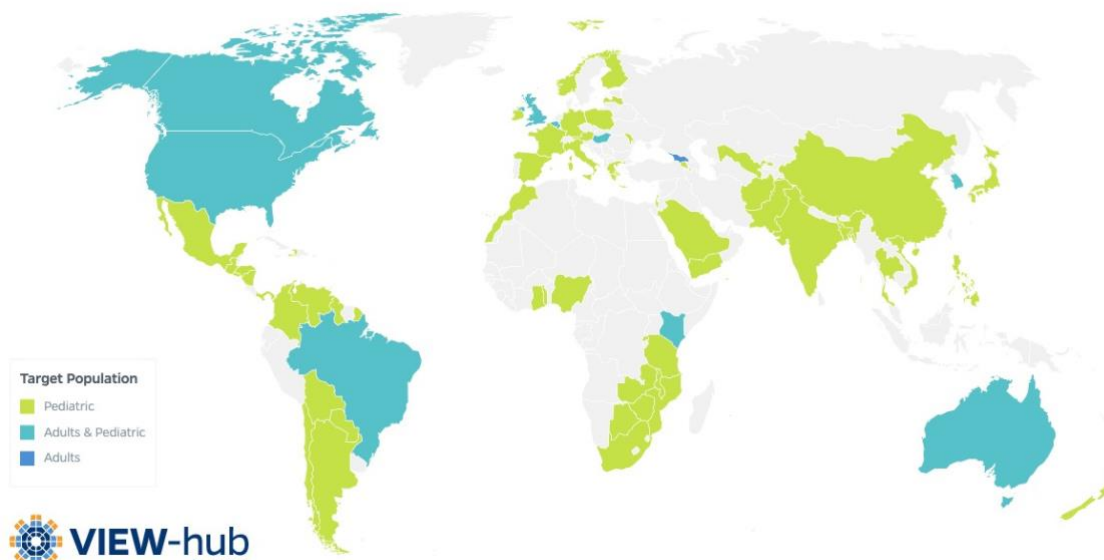 Target Population
Pediatric
Adults & Pediatric
Adults
VIEW-hub